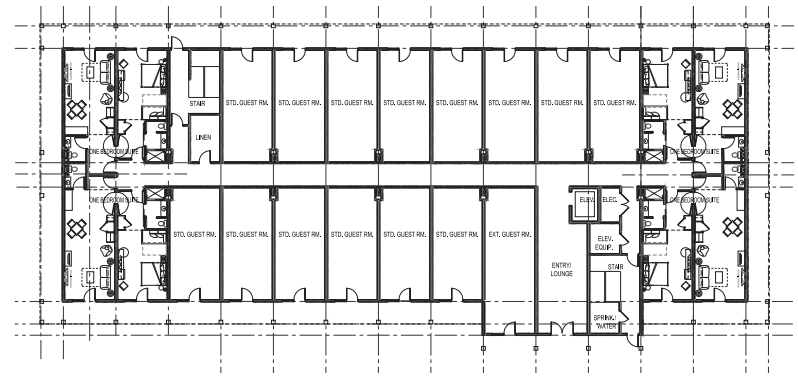 STAIR
STD. GUEST RM.
STD. GUEST RM.
STD. GUEST RM.
STD. GUEST RM.
STD. GUEST RM.
STD. GUEST RM.
STD. GUEST RM.
STD. GUEST RM.
LINEN
ONE BEDROOM SUITE
ONE BEDROOM SUITE
ONE BEDROOM SUITE
ONE BEDROOM SUITE
ELEV.
ELEC.
STD. GUEST RM.
STD. GUEST RM.
STD. GUEST RM.
STD. GUEST RM.
STD. GUEST RM.
STD. GUEST RM.
EXT. GUEST RM.
ELEV.
EQUIP.
ENTRY/
LOUNGE
STAIR
SPRINK./
WATER